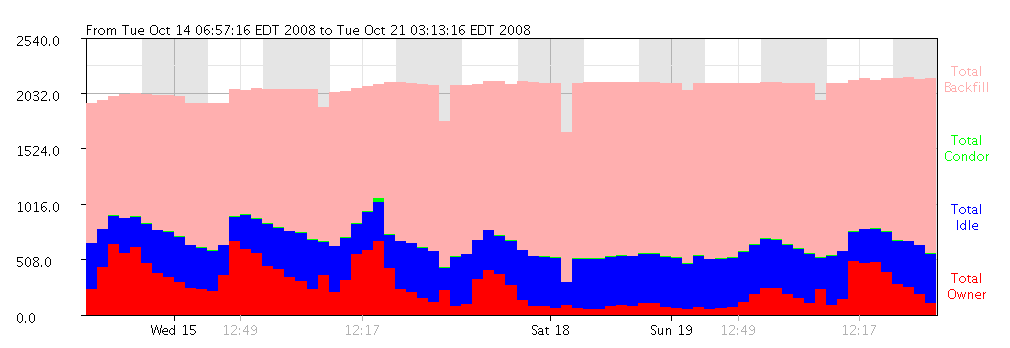 From Tue Oct 14 06:57:16 EDT 2008 to Tue Oct 21 03:13:16 EDT 2008
2540.0
2032.0
1524.0
1016.0
508.0
0.0
Total
Backfill
Total
Condor
Total
Idle
Total
Owner
Wed 15 12:49 12:17 Sat 18 Sun 19 12:49 12:17